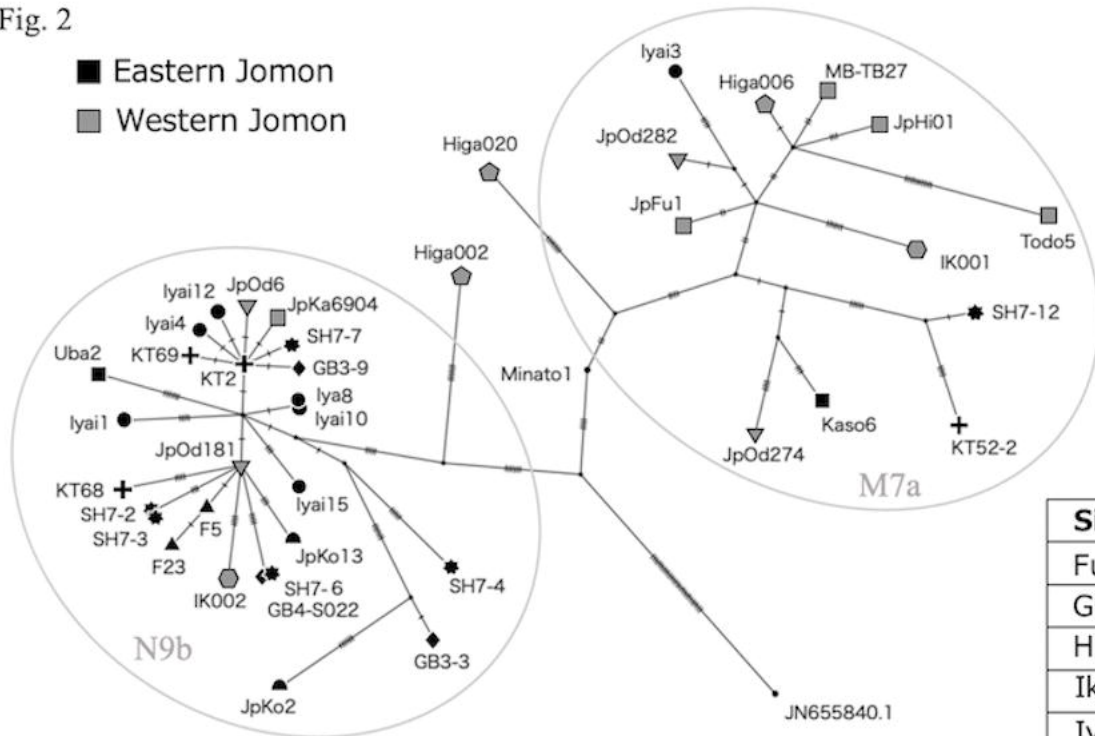 Fig. 2
Eastern Jomon
Western Jomon
Iyai3
Higa006
MB-TB27
JpHi01
JpOd282
Higa020
JpFu1
Todo5
IK001
Higa002
JpOd6
Iyai12
JpKa6904
Iyai4
SH7-7
SH7-12
KT69
Uba2
KT2
GB3-9
Minato1
Iya8
Iyai10
Kaso6
Iyai1
JpOd274
KT52-2
JpOd181
M7a
KT68
Iyai15
SH7-2
F5
SH7-3
JpKo13
F23
SH7-6
SH7-4
IK002
GB4-S022
N9b
GB3-3
JpKo2
JN655840.1
Si
Fu
G
H
Ik
Iy